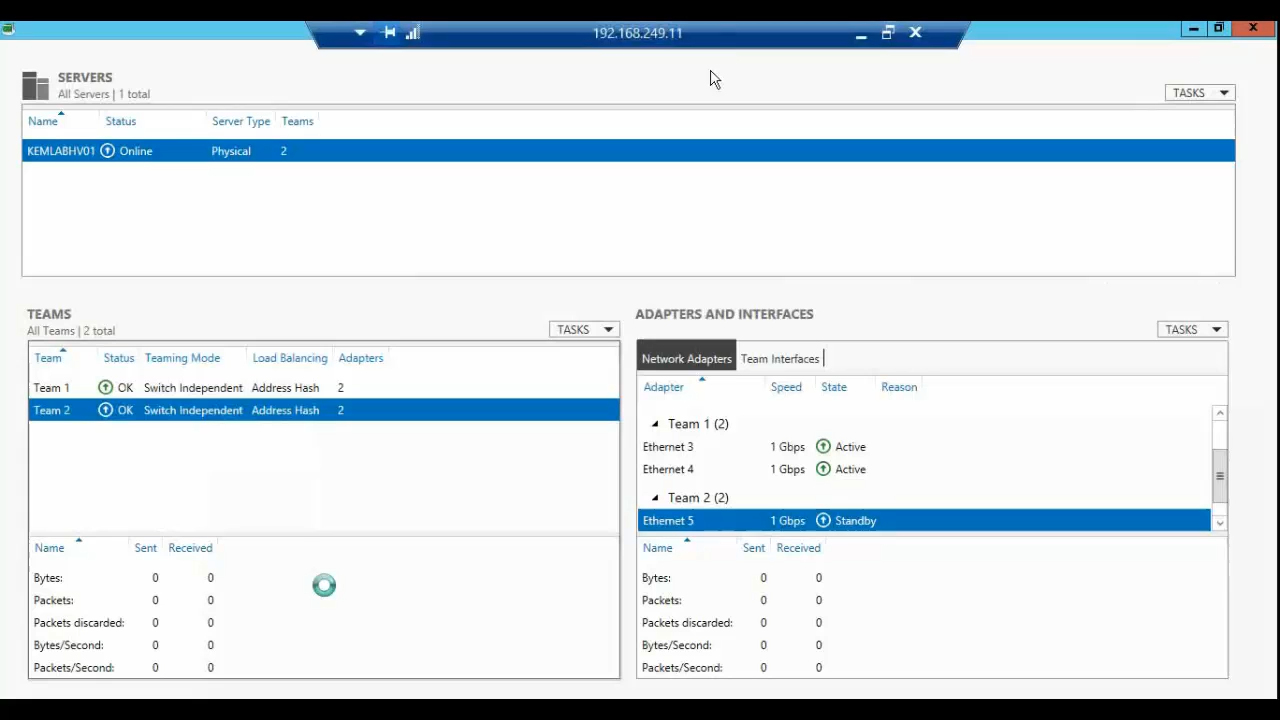 192.168.249.11
SERVERS
All Servers | 1 total
TASKS
Name Status Server Type Teams
KEMLABHV01 Online Physical 2
TEAMS
All Teams | 2 total
TASKS
Team Status Teaming Mode Load Balancing Adapters
Team 1 OK Switch Independent Address Hash 2
Team 2 OK Switch Independent Address Hash 2
Name Sent Received
Bytes: 0 0
Packets: 0 0
Packets discarded: 0 0
Bytes/Second: 0 0
Packets/Second: 0 0
ADAPTERS AND INTERFACES
TASKS
Network Adapters Team Interfaces
Adapter Speed State Reason
Team 1 (2)
Ethernet 3 1 Gbps Active
Ethernet 4 1 Gbps Active
Team 2 (2)
Ethernet 5 1 Gbps Standby
Name Sent Received
Bytes: 0 0
Packets: 0 0
Packets discarded: 0 0
Bytes/Second: 0 0
Packets/Second: 0 0